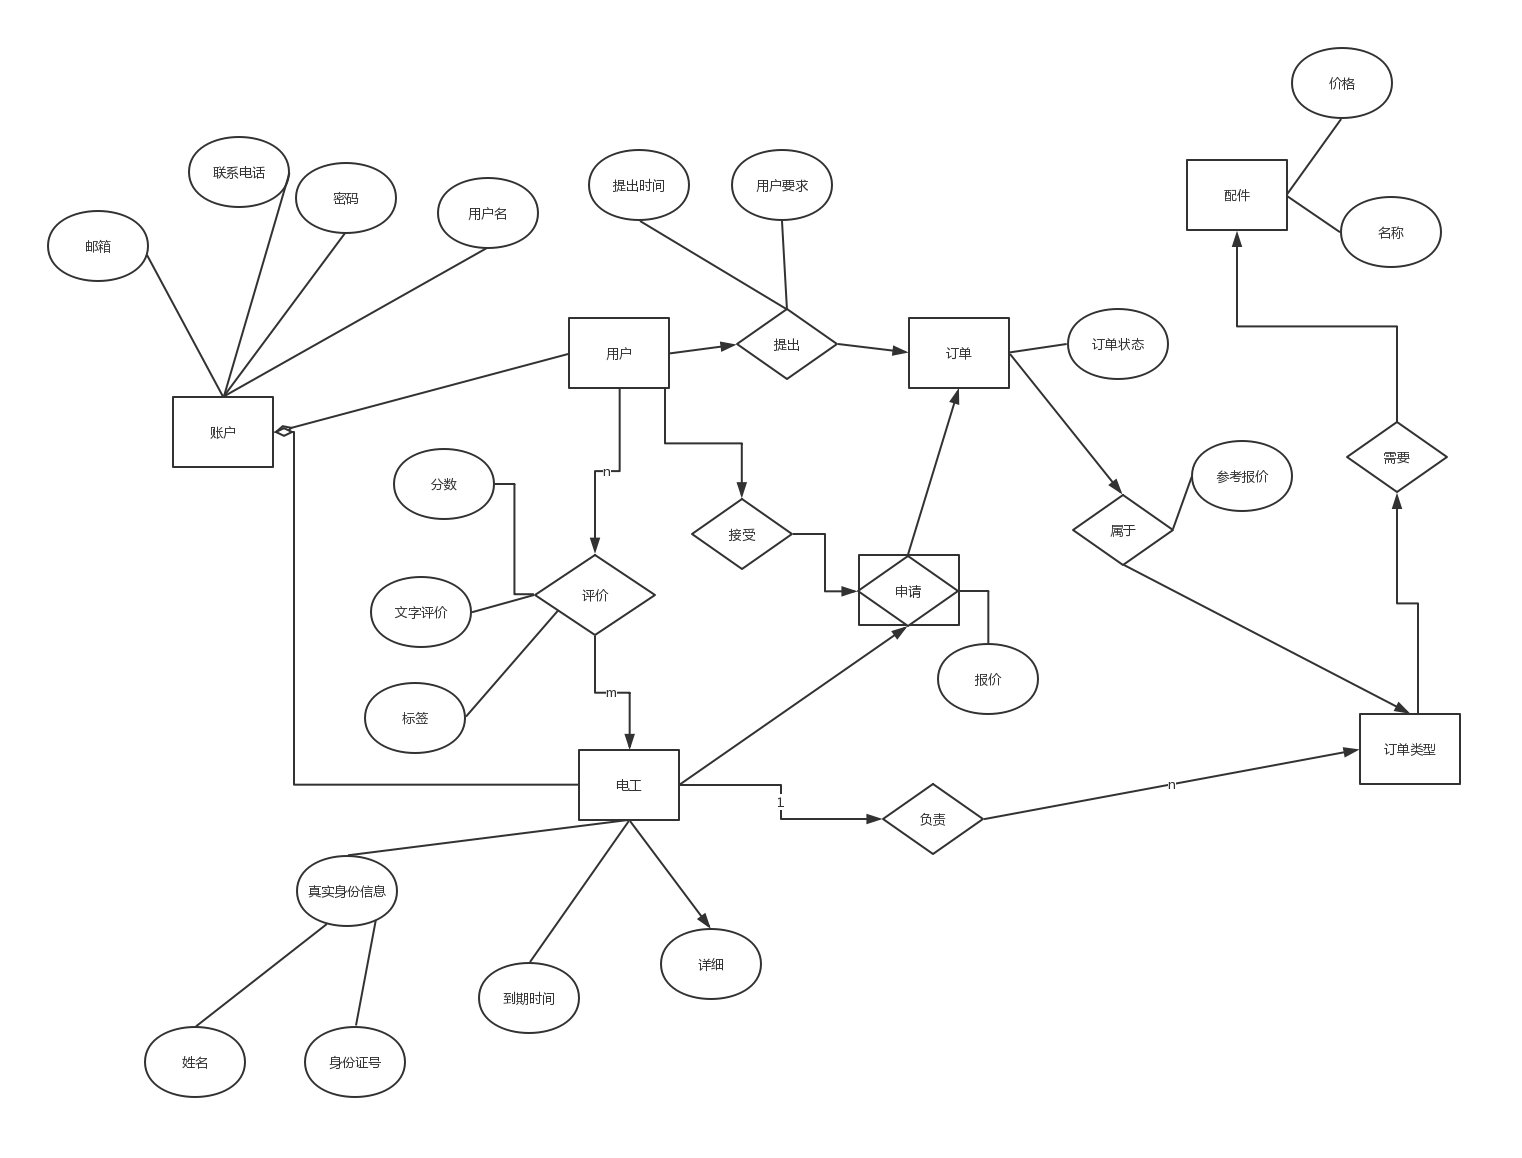 价格
联系电话
密码
提出时间
用户要求
配件
用户名
名称
邮箱
用户
提出
订单
订单状态
账户
n
需要
分数
参考报价
接受
属于
评价
申请
文字评价
报价
m
标签
订单类型
电工
n
1
负责
真实身份信息
详细
到期时间
姓名
身份证号